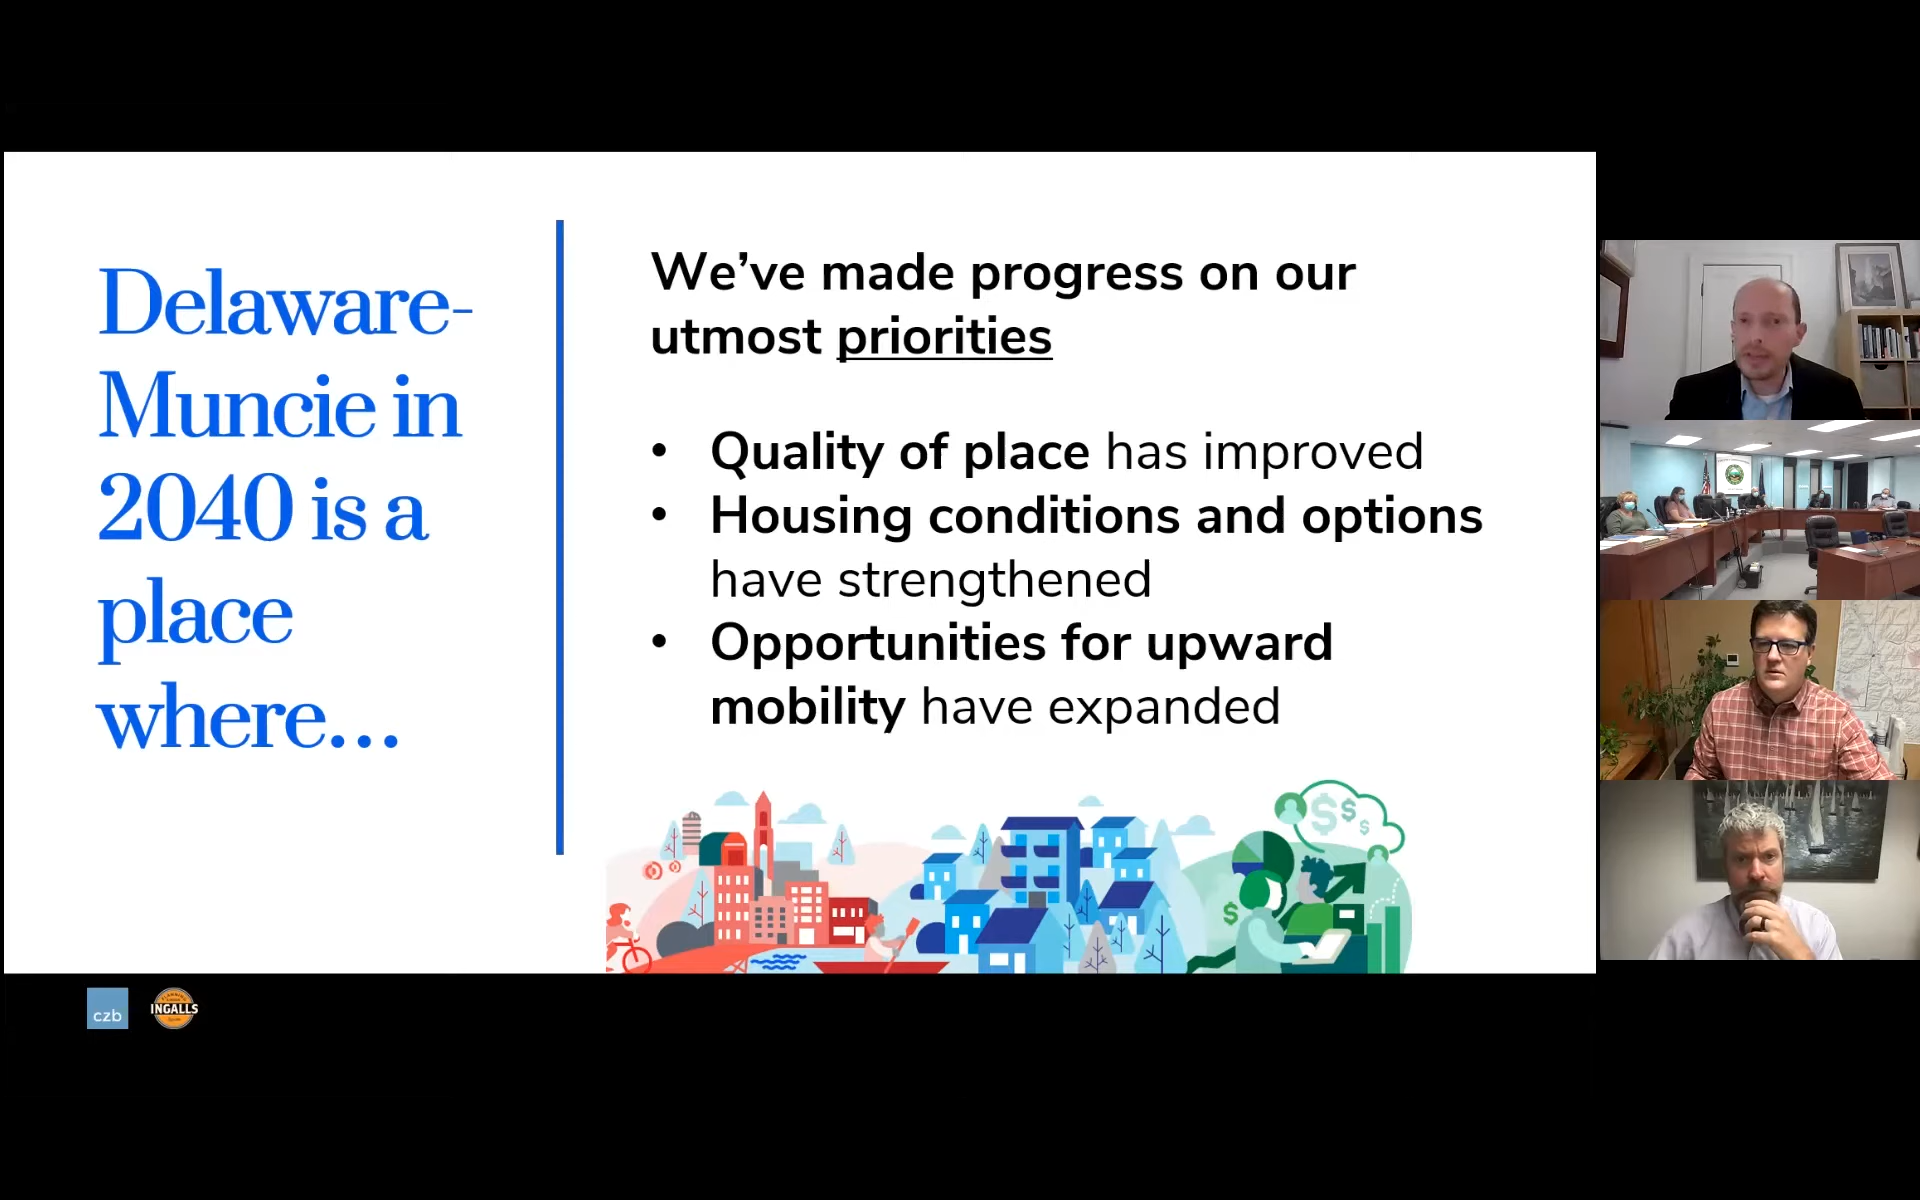 Delaware-
Muncie in
2040 is a
place
where...
We've made progress on our
utmost priorities
• Quality of place has improved
• Housing conditions and options
have strengthened
• Opportunities for upward
mobility have expanded
$ $ $
$
czb
INGALLS